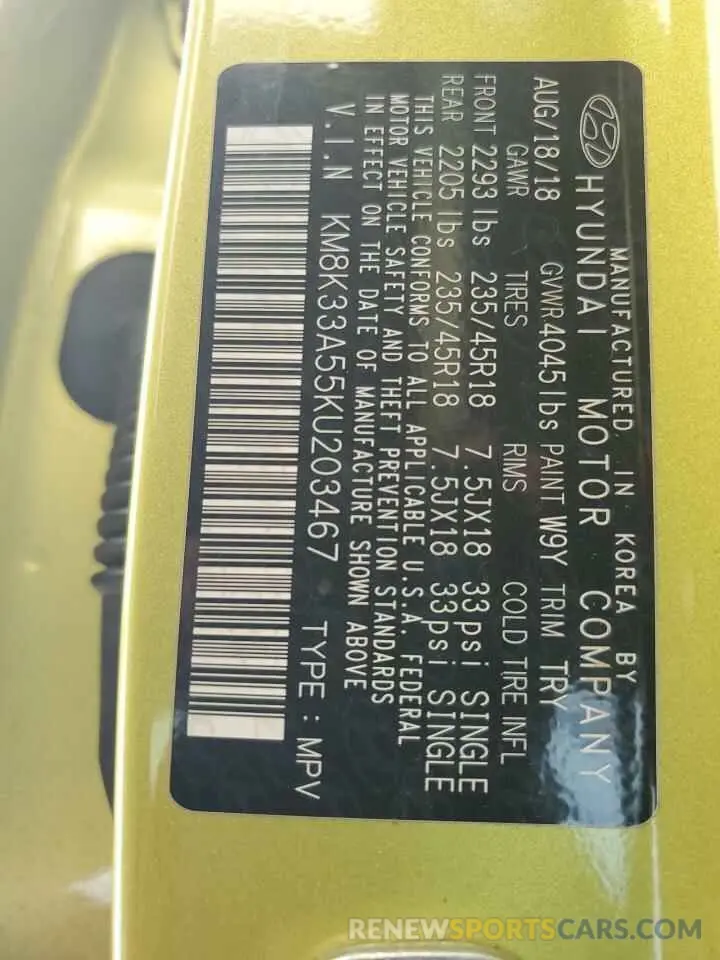 MANUFACTURED IN KOREA BY
HYUNDAI MOTOR COMPANY
AUG/18/18 GVWR4045lbs PAINT W9Y TRIM TRY
GAWR TIRES RIMS COLD TIRE INFL
FRONT 2293 lbs 235/45R18 7.5JX18 33psi SINGLE
REAR 2205 lbs 235/45R18 7.5JX18 33psi SINGLE
THIS VEHICLE CONFORMS TO ALL APPLICABLE U.S.A. FEDERAL
MOTOR VEHICLE SAFETY AND THEFT PREVENTION STANDARDS
IN EFFECT ON THE DATE OF MANUFACTURE SHOWN ABOVE
V.I.N KM8K33A55KU203467 TYPE : MPV
RENEWSPORTSCARS.COM